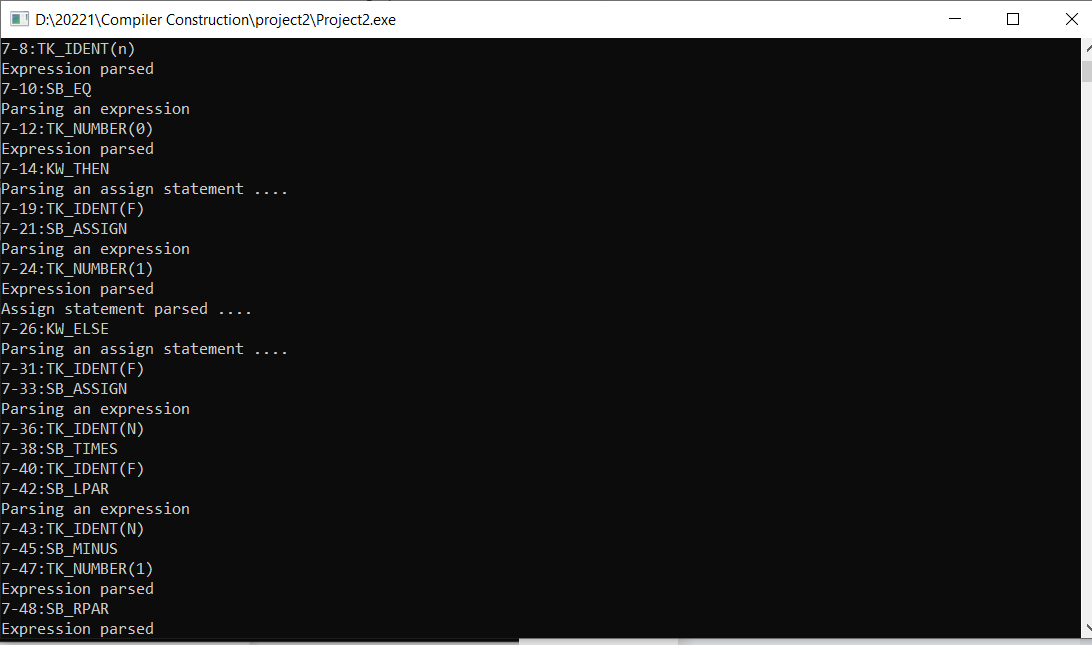 D:\20221\Compiler Construction\project2\Project2.exe
7-8:TK_IDENT(n)
Expression parsed
7-10:SB_EQ
Parsing an expression
7-12:TK_NUMBER(0)
Expression parsed
7-14:KW_THEN
Parsing an assign statement ....
7-19:TK_IDENT(F)
7-21:SB_ASSIGN
Parsing an expression
7-24:TK_NUMBER(1)
Expression parsed
Assign statement parsed ....
7-26:KW_ELSE
Parsing an assign statement ....
7-31:TK_IDENT(F)
7-33:SB_ASSIGN
Parsing an expression
7-36:TK_IDENT(N)
7-38:SB_TIMES
7-40:TK_IDENT(F)
7-42:SB_LPAR
Parsing an expression
7-43:TK_IDENT(N)
7-45:SB_MINUS
7-47:TK_NUMBER(1)
Expression parsed
7-48:SB_RPAR
Expression parsed